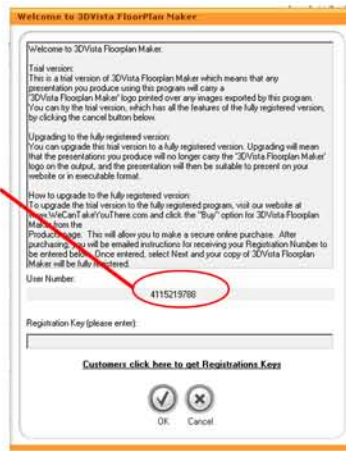 Welcome to 3DVista FloorPlan Maker
Welcome to 3DVista Floorplan Maker.
Trial version:
This is a trial version of 3DVista Floorplan Maker which means that any
presentation you produce using this program will carry a
'3DVista Floorplan Maker' logo printed over any images exported by this program.
You can try the trial version, which has all the features of the fully registered version,
by clicking the cancel button below.
Upgrading to the fully registered version:
You can upgrade this trial version to a fully registered version. Upgrading will mean
that the presentations you produce will no longer carry the '3DVista Floorplan Maker'
logo on the output, and the presentation will then be suitable to present on your
website or in executable format.
How to upgrade to the fully registered version:
To upgrade the trial version to the fully registered program, visit our website at
www.WeCanTakeYouThere.com and click the "Buy" option for 3DVista Floorplan
Maker from the
Products page. This will allow you to make a secure online purchase. After
purchasing, you will be emailed instructions for receiving your Registration Number to
be entered below. Once entered, select Next and your copy of 3DVista Floorplan
Maker will be fully registered.
User Number:
4115219788
Registration Key (please enter):
Customers click here to get Registrations Keys
OK Cancel